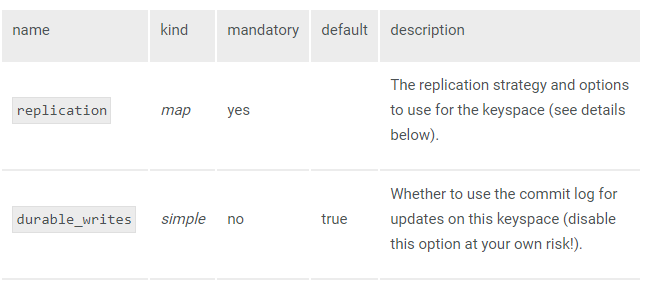 name kind mandatory default description
The replication strategy and options
to use for the keyspace (see details
below).
replication map yes
Whether to use the commit log for
updates on this keyspace (disable
this option at your own risk!).
durable_writes simple no true